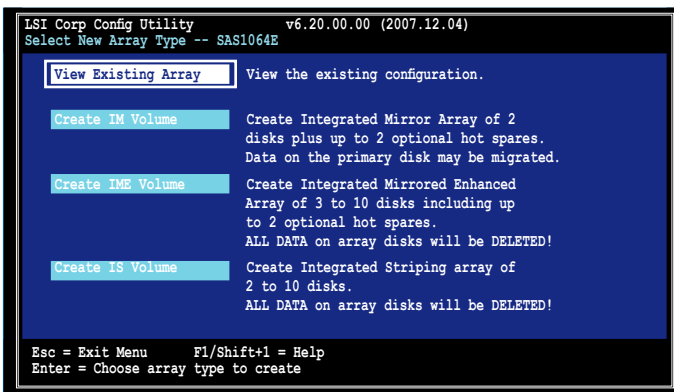 LSI Corp Config Utility v6.20.00.00 (2007.12.04)
Select New Array Type -- SAS1064E
View Existing Array View the existing configuration.
Create IM Volume Create Integrated Mirror Array of 2
disks plus up to 2 optional hot spares.
Data on the primary disk may be migrated.
Create IME Volume Create Integrated Mirrored Enhanced
Array of 3 to 10 disks including up
to 2 optional hot spares.
ALL DATA on array disks will be DELETED!
Create IS Volume Create Integrated Striping array of
2 to 10 disks.
ALL DATA on array disks will be DELETED!
Esc = Exit Menu F1/Shift+1 = Help
Enter = Choose array type to create